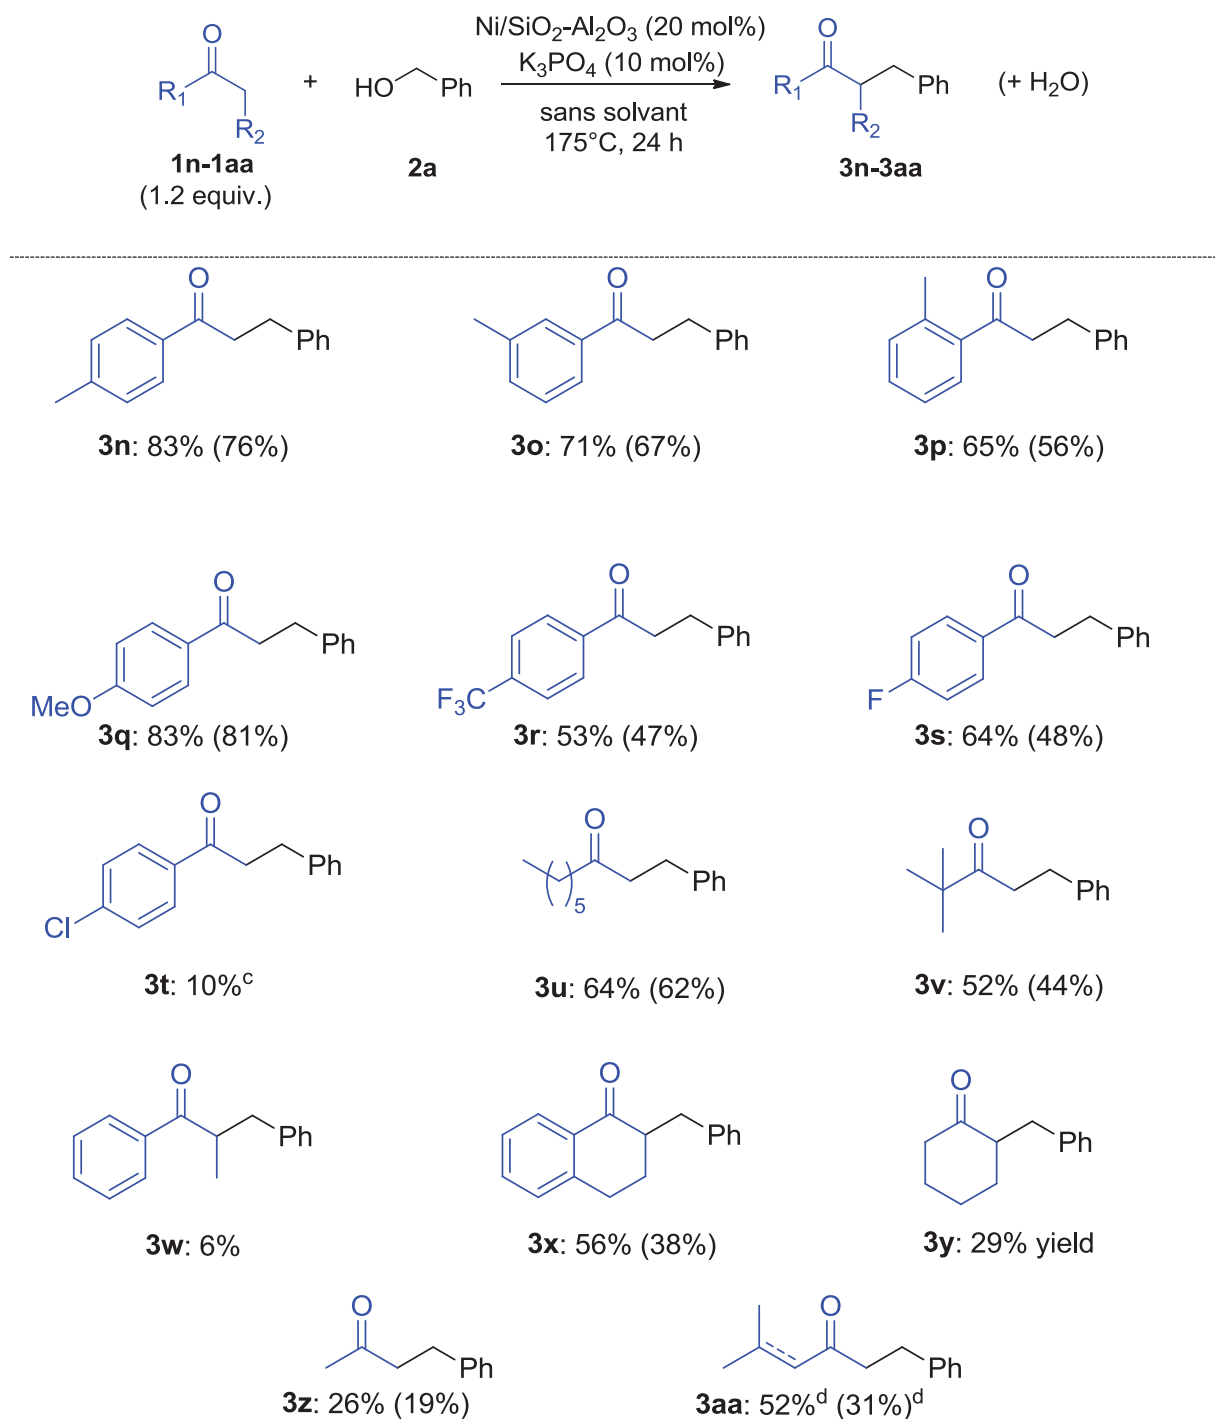 O
R1
R2
1n-1aa
(1.2 equiv.)
+
HO
Ph
2a
Ni/SiO2-Al2O3 (20 mol%)
K3PO4 (10 mol%)
sans solvant
175°C, 24 h
O
R1
R2
Ph
3n-3aa
(+ H2O)
O
Ph
3n: 83% (76%)
O
Ph
3o: 71% (67%)
O
Ph
3p: 65% (56%)
O
Ph
MeO
3q: 83% (81%)
O
Ph
F3C
3r: 53% (47%)
O
Ph
F
3s: 64% (48%)
O
Ph
Cl
3t: 10%c
O
Ph
( )5
3u: 64% (62%)
O
Ph
3v: 52% (44%)
O
Ph
3w: 6%
O
Ph
3x: 56% (38%)
O
Ph
3y: 29% yield
O
Ph
3z: 26% (19%)
O
Ph
3aa: 52%d (31%)d